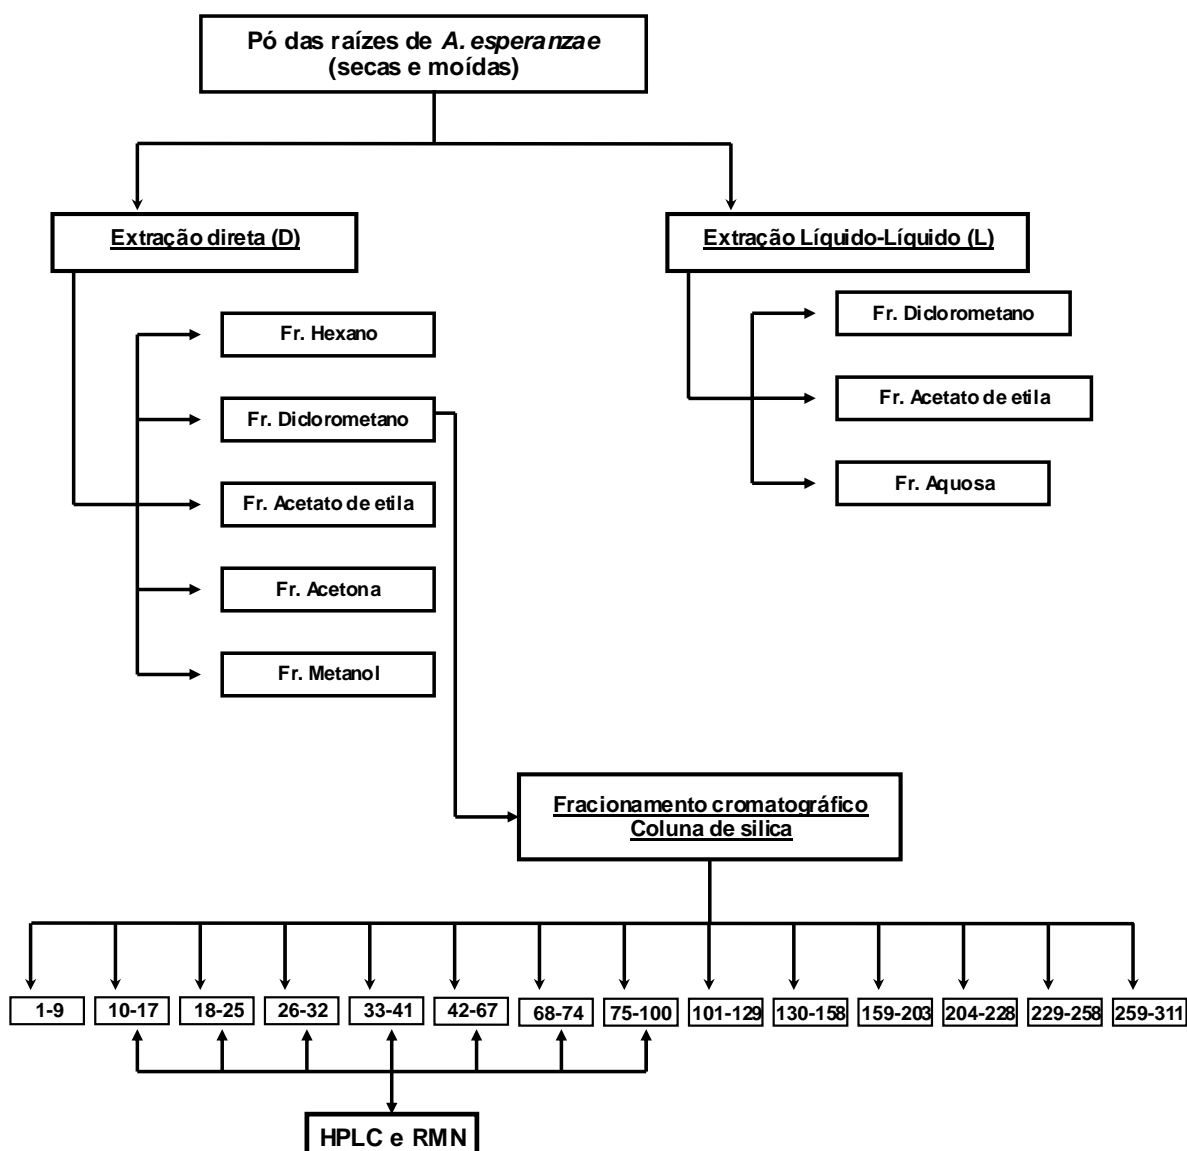 Pó das raízes de A. esperanzae
(secas e moídas)
Extração direta (D)
Extração Líquido-Líquido (L)
Fr. Hexano
Fr. Diclorometano
Fr. Acetato de etila
Fr. Acetona
Fr. Metanol
Fr. Diclorometano
Fr. Acetato de etila
Fr. Aquosa
Fracionamento cromatográfico
Coluna de silica
1-9
10-17
18-25
26-32
33-41
42-67
68-74
75-100
101-129
130-158
159-203
204-228
229-258
259-311
HPLC e RMN